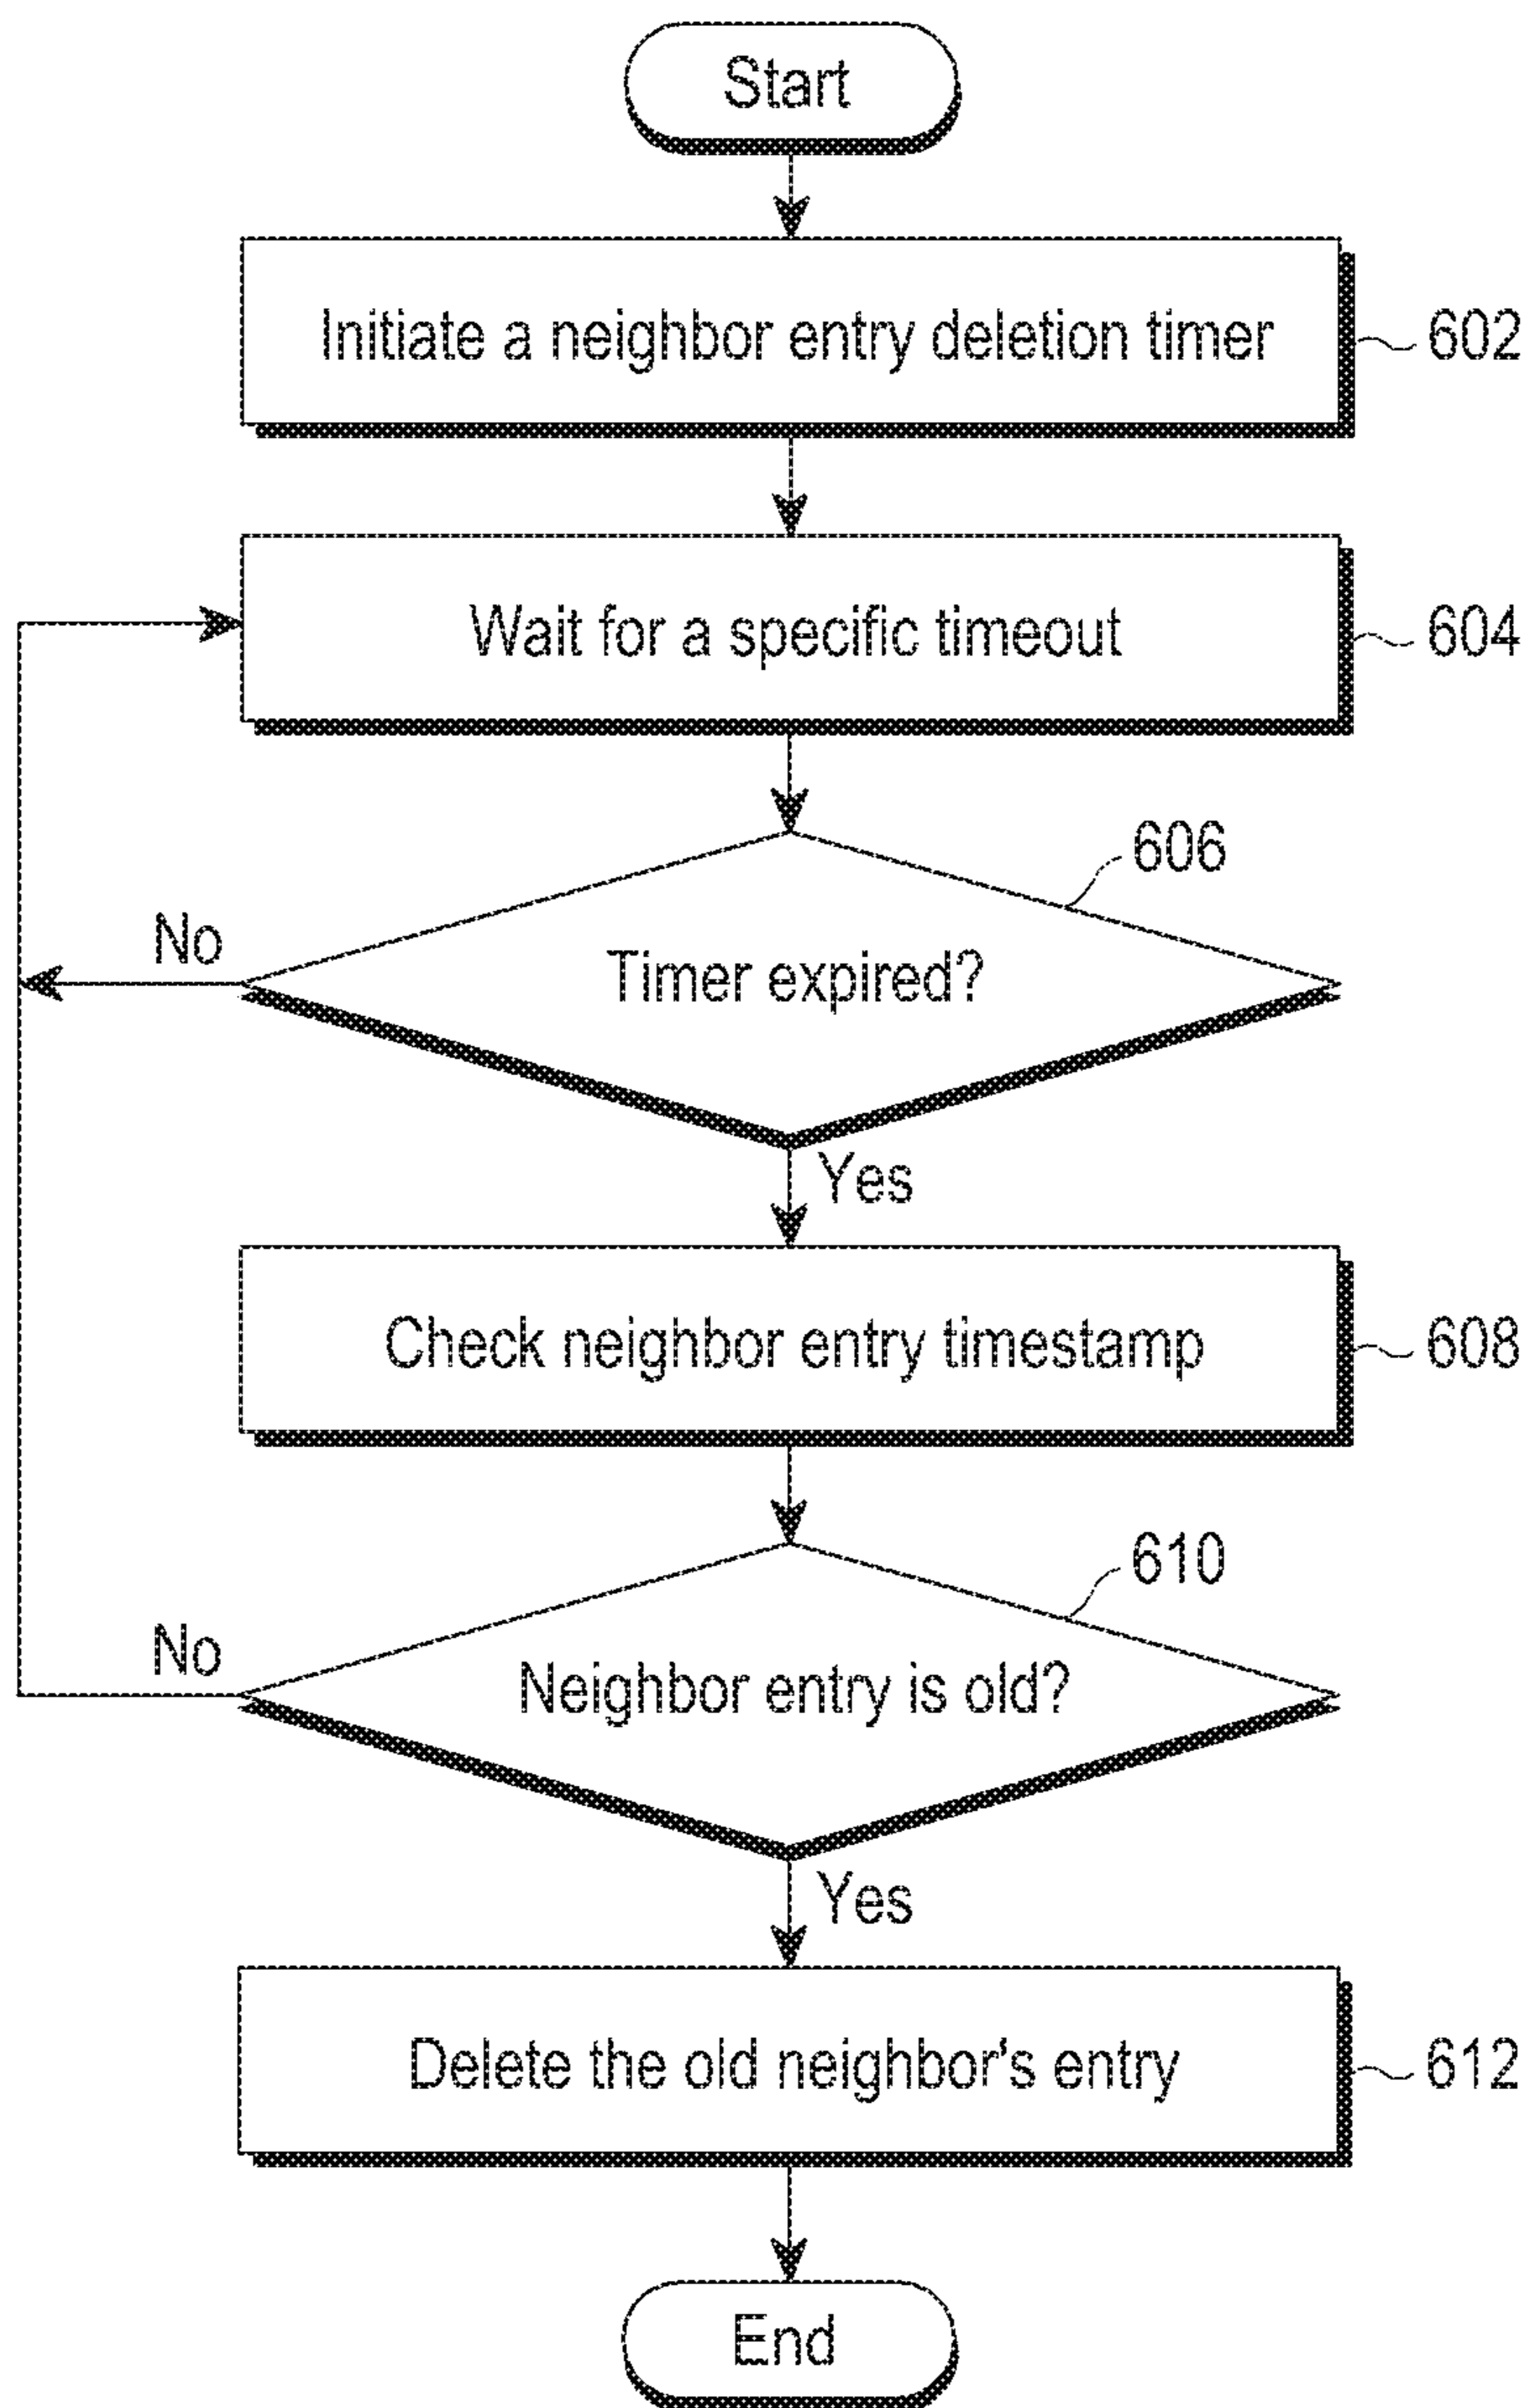 Start
Initiate a neighbor entry deletion timer
602
Wait for a specific timeout
604
606
No
Timer expired?
Yes
Check neighbor entry timestamp
608
610
No
Neighbor entry is old?
Yes
Delete the old neighbor's entry
612
End